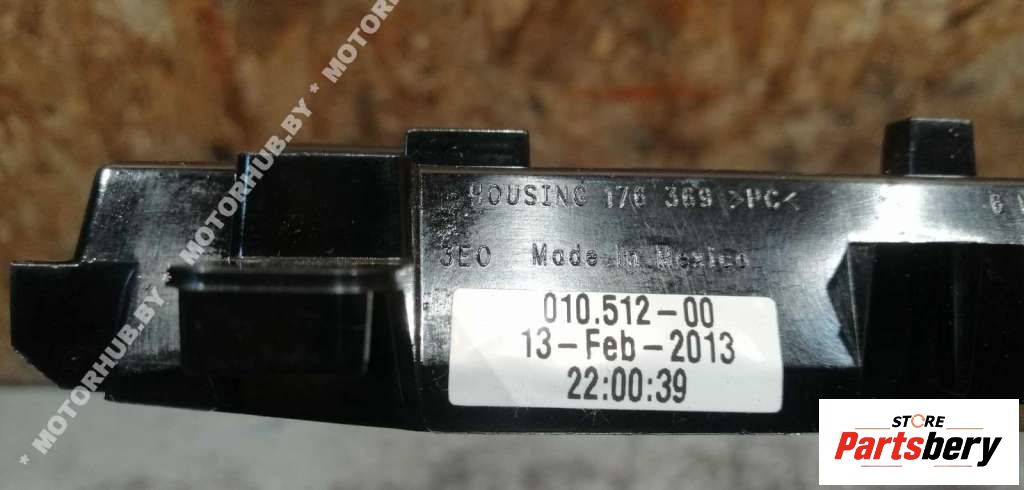 * MOTORHUB.BY * MOTOR
HOUSING 176 369 >PC<
3E0 Made in Mexico
010.512-00
13-Feb-2013
22:00:39
STORE
Partsbery